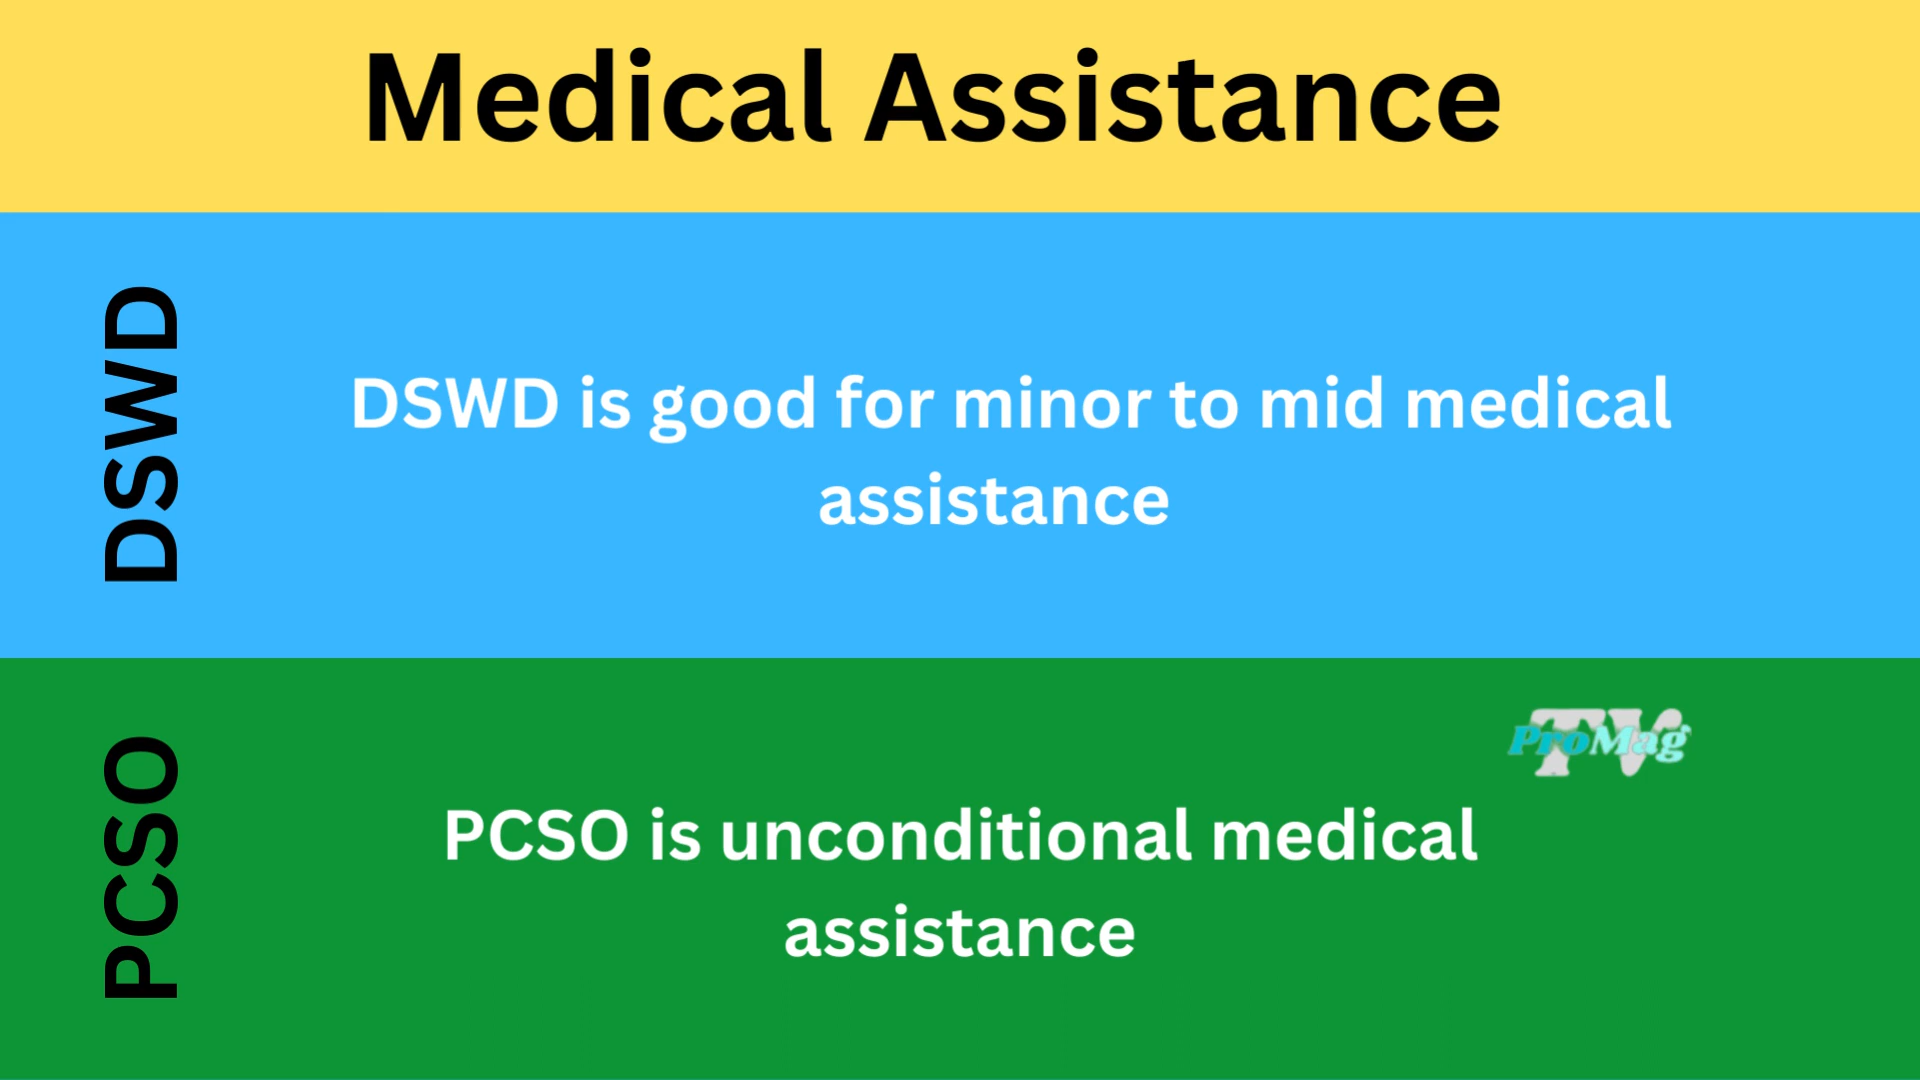 Medical Assistance
DSWD
DSWD is good for minor to mid medical
assistance
PCSO
TV
ProMag
PCSO is unconditional medical
assistance